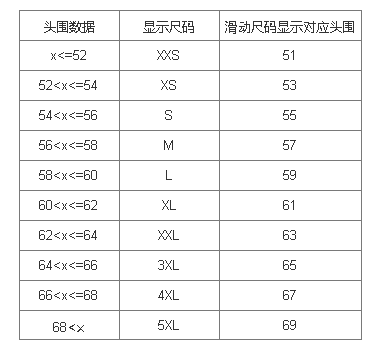 头围数据 显示尺码 滑动尺码显示对应头围
x<=52 XXS 51
52<x<=54 XS 53
54<x<=56 S 55
56<x<=58 M 57
58<x<=60 L 59
60<x<=62 XL 61
62<x<=64 XXL 63
64<x<=66 3XL 65
66<x<=68 4XL 67
68<x 5XL 69